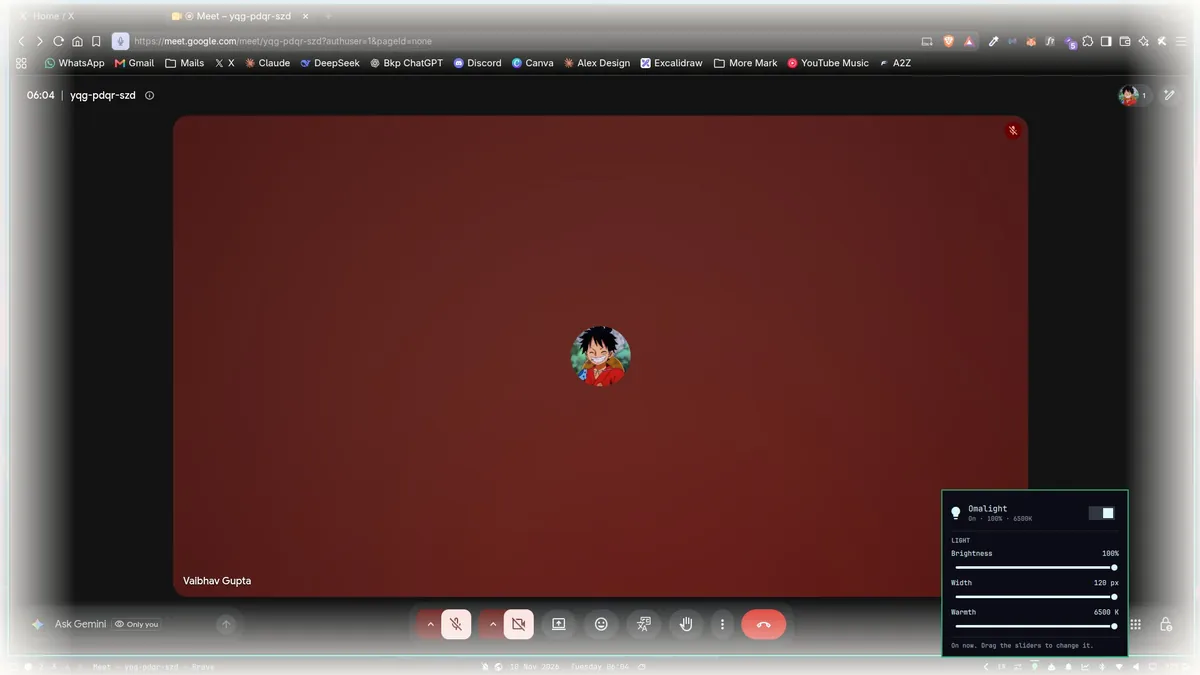 Home / X
Meet – yqg-pdqr-szd
https://meet.google.com/meet/yqg-pdqr-szd?authuser=1&pageId=none
WhatsApp Gmail Mails X Claude DeepSeek Bkp ChatGPT Discord Canva Alex Design Excalidraw More Mark YouTube Music A2Z
06:04 | yqg-pdqr-szd
1
Vaibhav Gupta
Omalight
On · 100% · 6500K
LIGHT
Brightness 100%
Width 120 px
Warmth 6500 K
On now. Drag the sliders to change it.
Ask Gemini Only you
Meet – yqg-pdqr-szd – Brave
10 Nov 2026 Tuesday 06:04